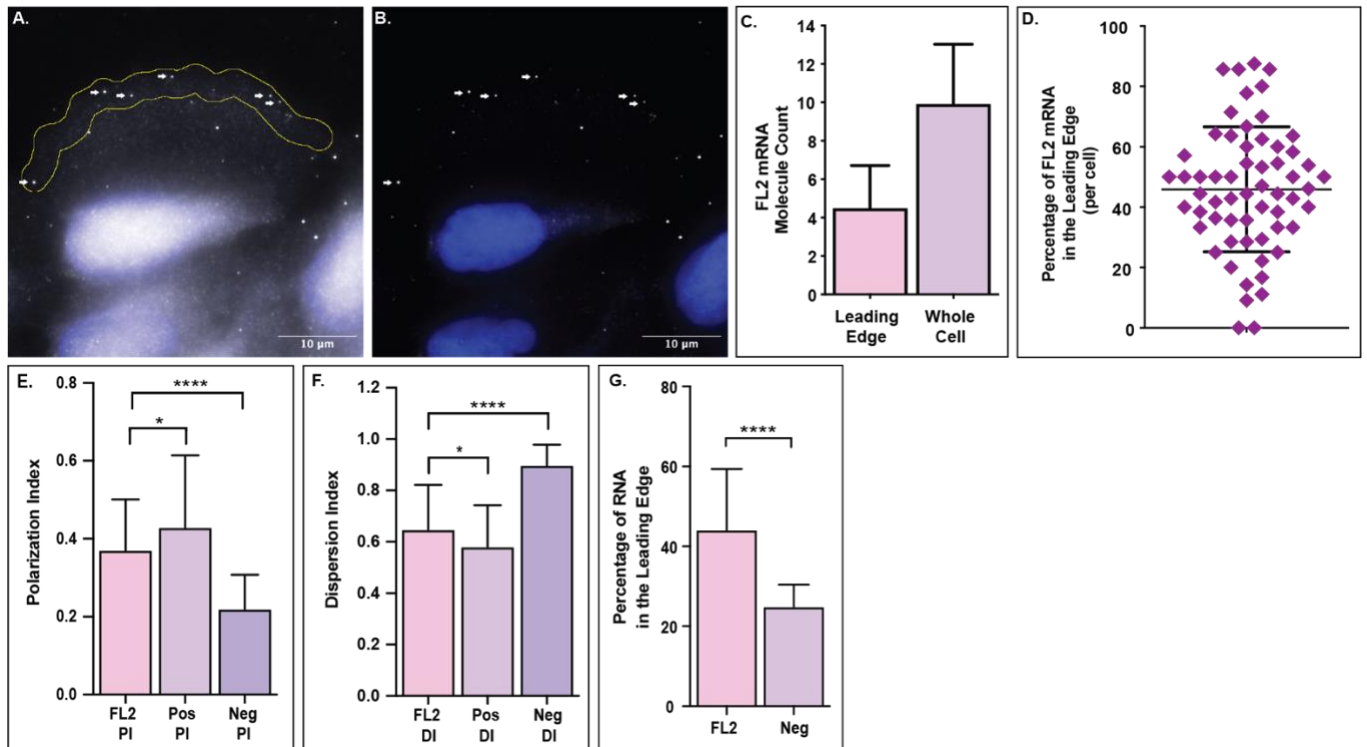 A.
10 µm
B.
10 µm
C.
FL2 mRNA
Molecule Count
14
12
10
8
6
4
2
0
Leading
Edge
Whole
Cell
D.
Percentage of FL2 mRNA
in the Leading Edge
(per cell)
100
80
60
40
20
0
E.
Polarization Index
0.8
0.6
0.4
0.2
0.0
****
*
FL2
PI
Pos
PI
Neg
PI
F.
Dispersion Index
1.2
1.0
0.8
0.6
0.4
0.2
0.0
****
*
FL2
DI
Pos
DI
Neg
DI
G.
Percentage of RNA
in the Leading Edge
80
60
40
20
0
****
FL2
Neg